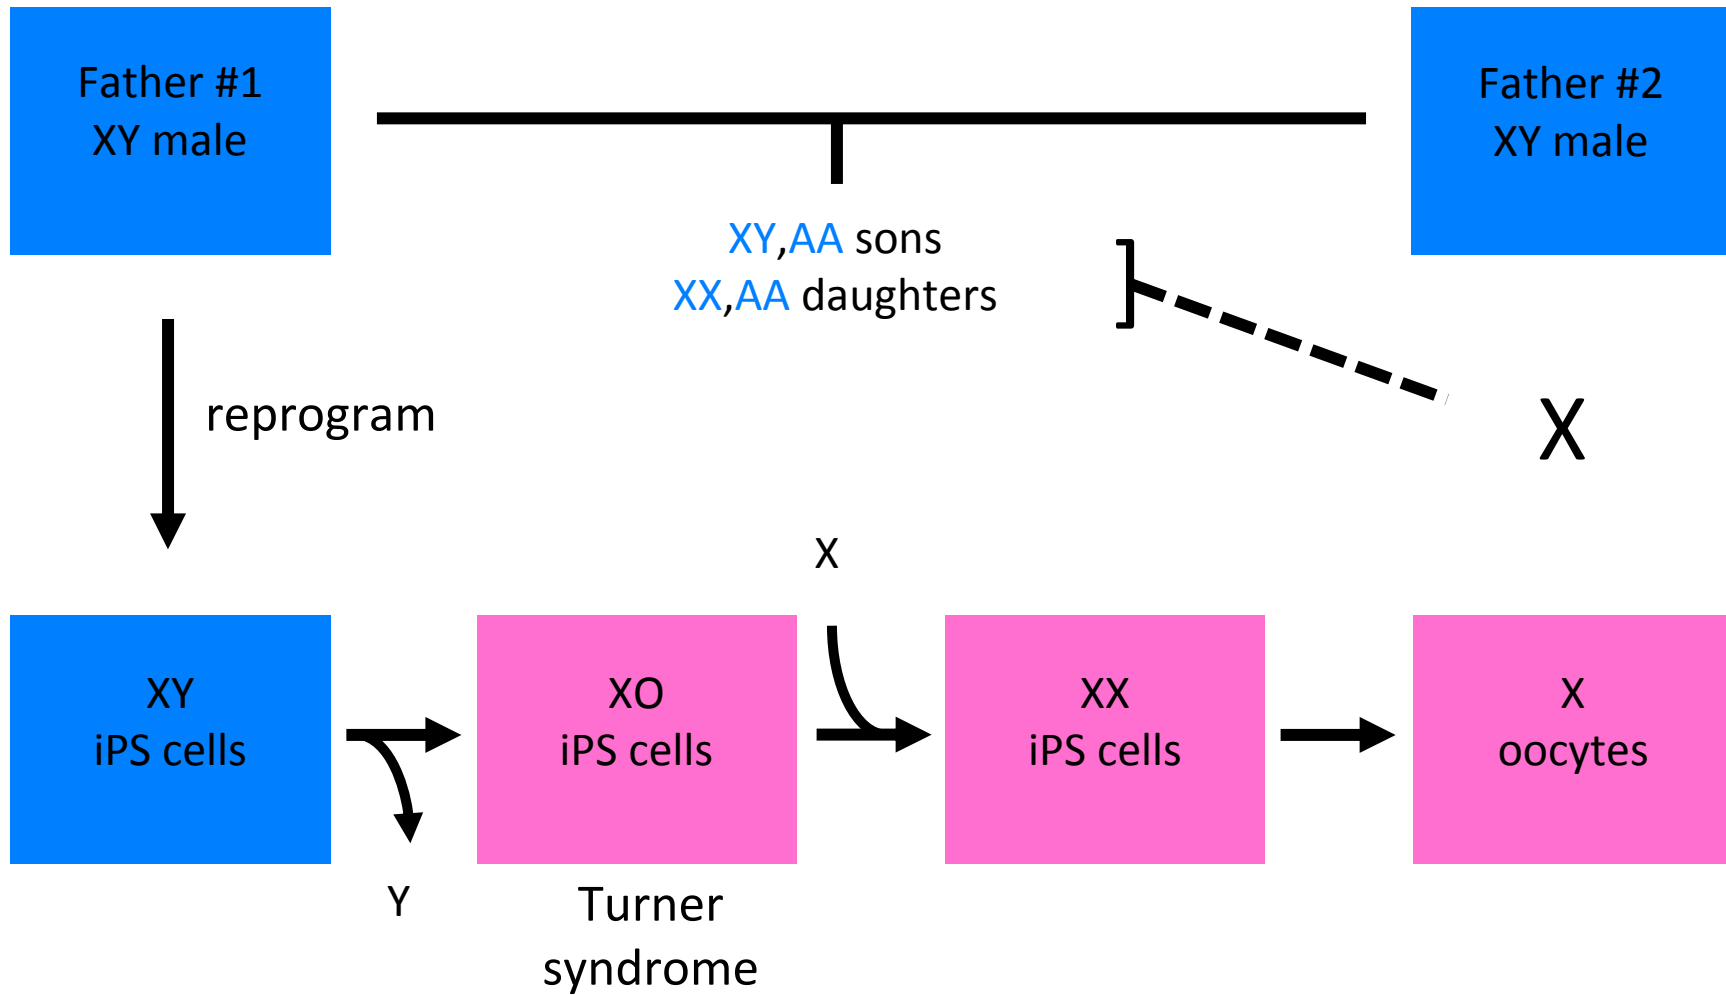 Father #1
XY male
Father #2
XY male
XY,AA sons
XX,AA daughters
reprogram
X
X
XY
iPS cells
XO
iPS cells
XX
iPS cells
X
oocytes
Y
Turner
syndrome